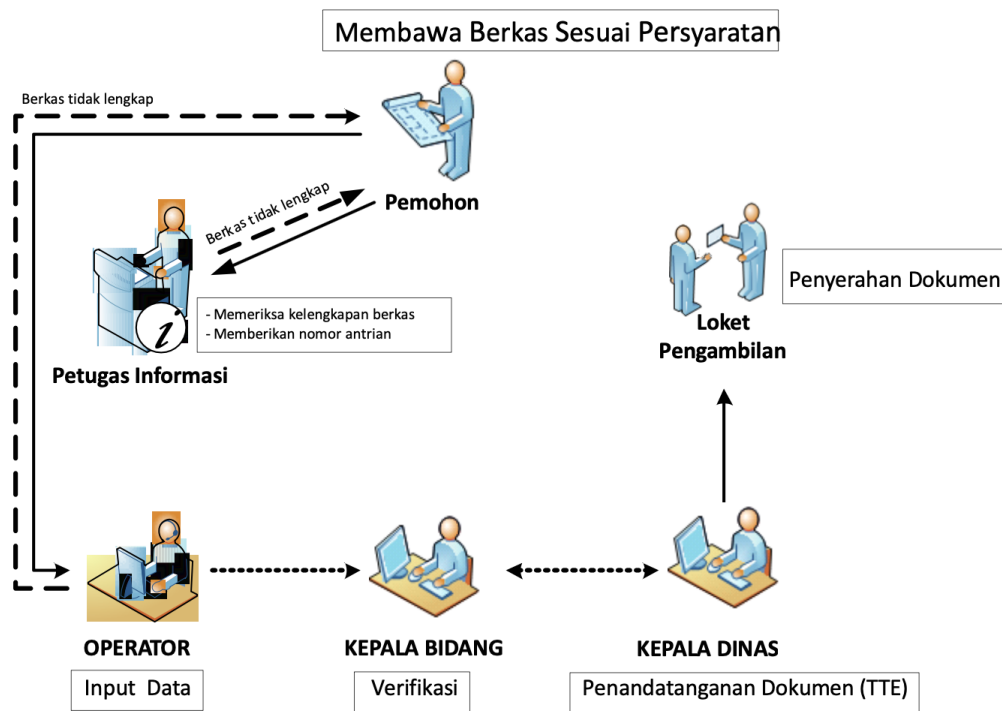 Membawa Berkas Sesuai Persyaratan
Berkas tidak lengkap
Pemohon
Berkas tidak lengkap
i
- Memeriksa kelengkapan berkas
- Memberikan nomor antrian
Petugas Informasi
Penyerahan Dokumen
Loket
Pengambilan
OPERATOR
Input Data
KEPALA BIDANG
Verifikasi
KEPALA DINAS
Penandatanganan Dokumen (TTE)